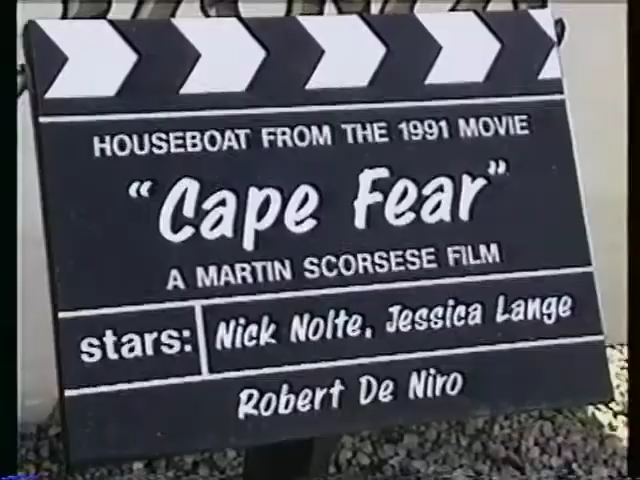 HOUSEBOAT FROM THE 1991 MOVIE
"Cape Fear"
A MARTIN SCORSESE FILM
stars: Nick Nolte, Jessica Lange
Robert De Niro